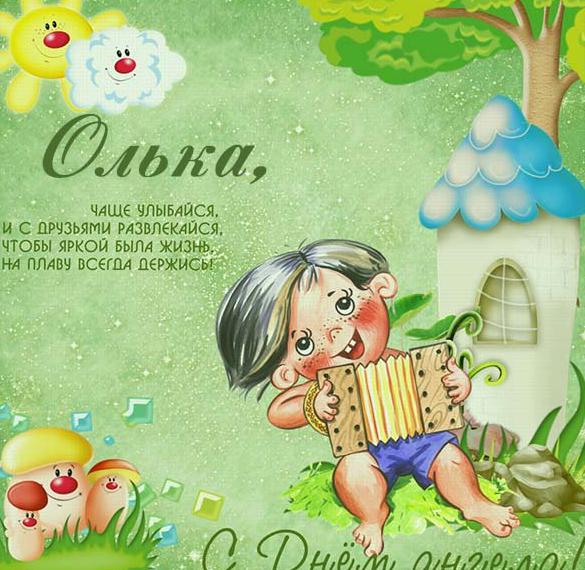 Олька,
ЧАЩЕ УЛЫБАЙСЯ,
И С ДРУЗЬЯМИ РАЗВЛЕКАЙСЯ,
ЧТОБЫ ЯРКОЙ БЫЛА ЖИЗНЬ,
НА ПЛАВУ ВСЕГДА ДЕРЖИСЬ!
С Днём ангела!